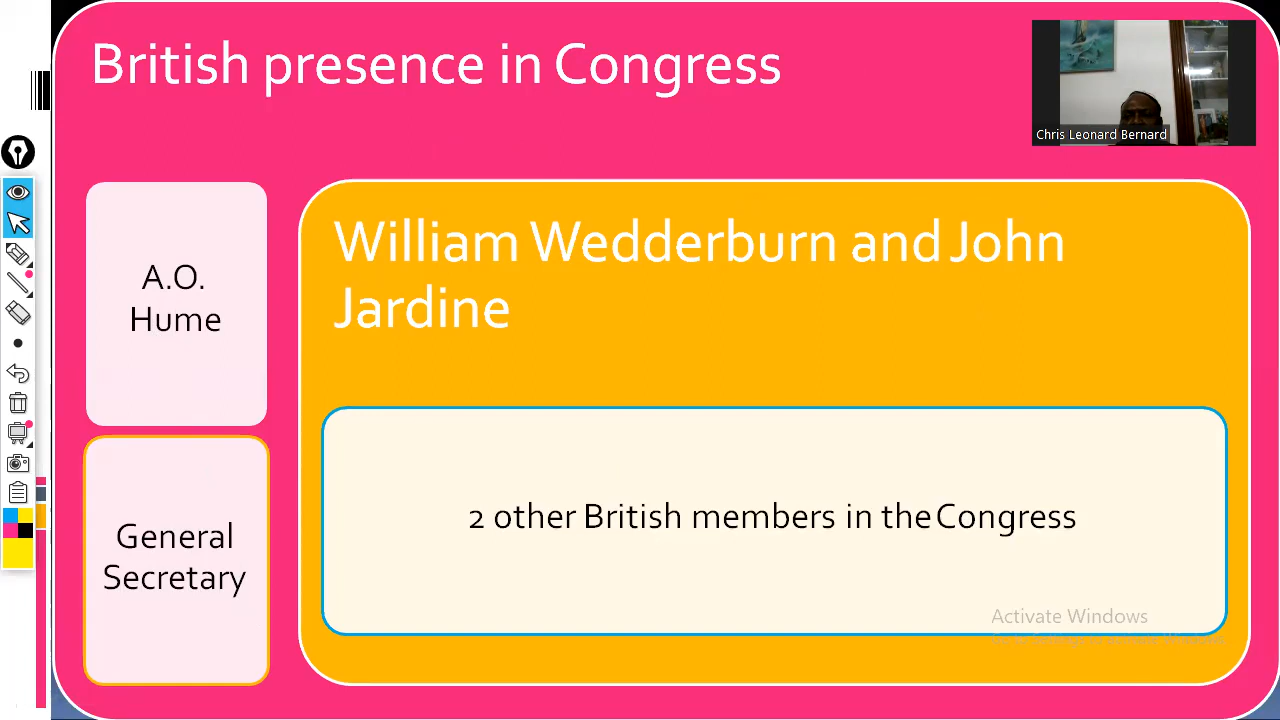 British presence in Congress
Chris Leonard Bernard
A.O.
Hume
William Wedderburn and John
Jardine
General
Secretary
2 other British members in the Congress
Activate Windows